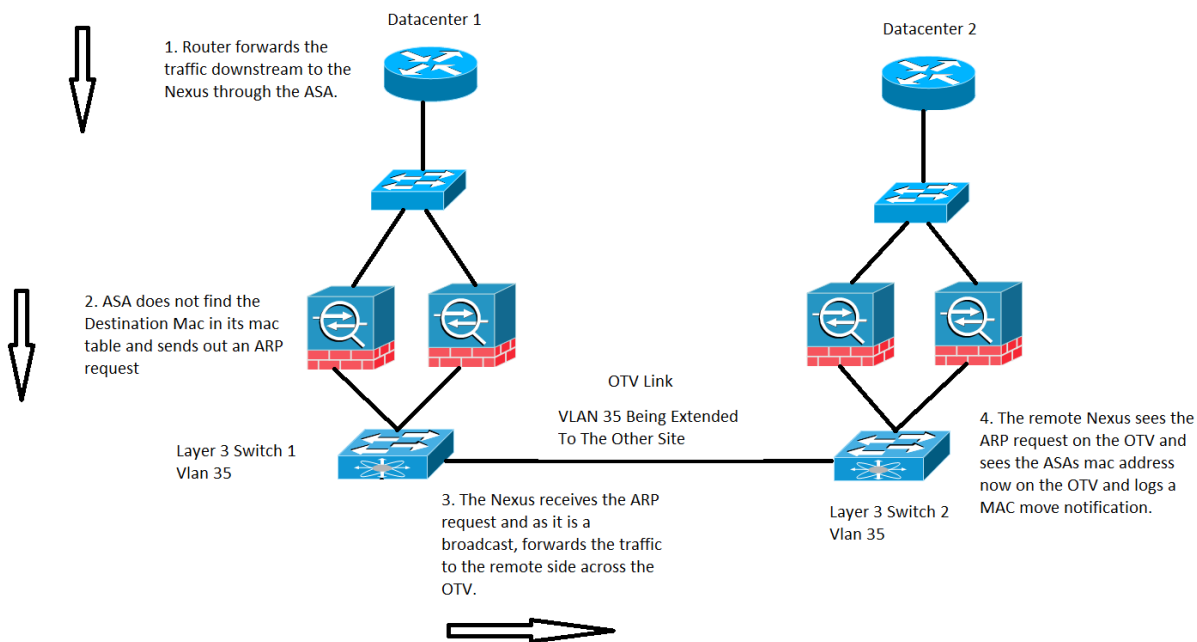 Datacenter 1
Datacenter 2
1. Router forwards the
traffic downstream to the
Nexus through the ASA.
2. ASA does not find the
Destination Mac in its mac
table and sends out an ARP
request
OTV Link
VLAN 35 Being Extended
To The Other Site
Layer 3 Switch 1
Vlan 35
3. The Nexus receives the ARP
request and as it is a
broadcast, forwards the traffic
to the remote side across the
OTV.
4. The remote Nexus sees the
ARP request on the OTV and
sees the ASAs mac address
now on the OTV and logs a
MAC move notification.
Layer 3 Switch 2
Vlan 35